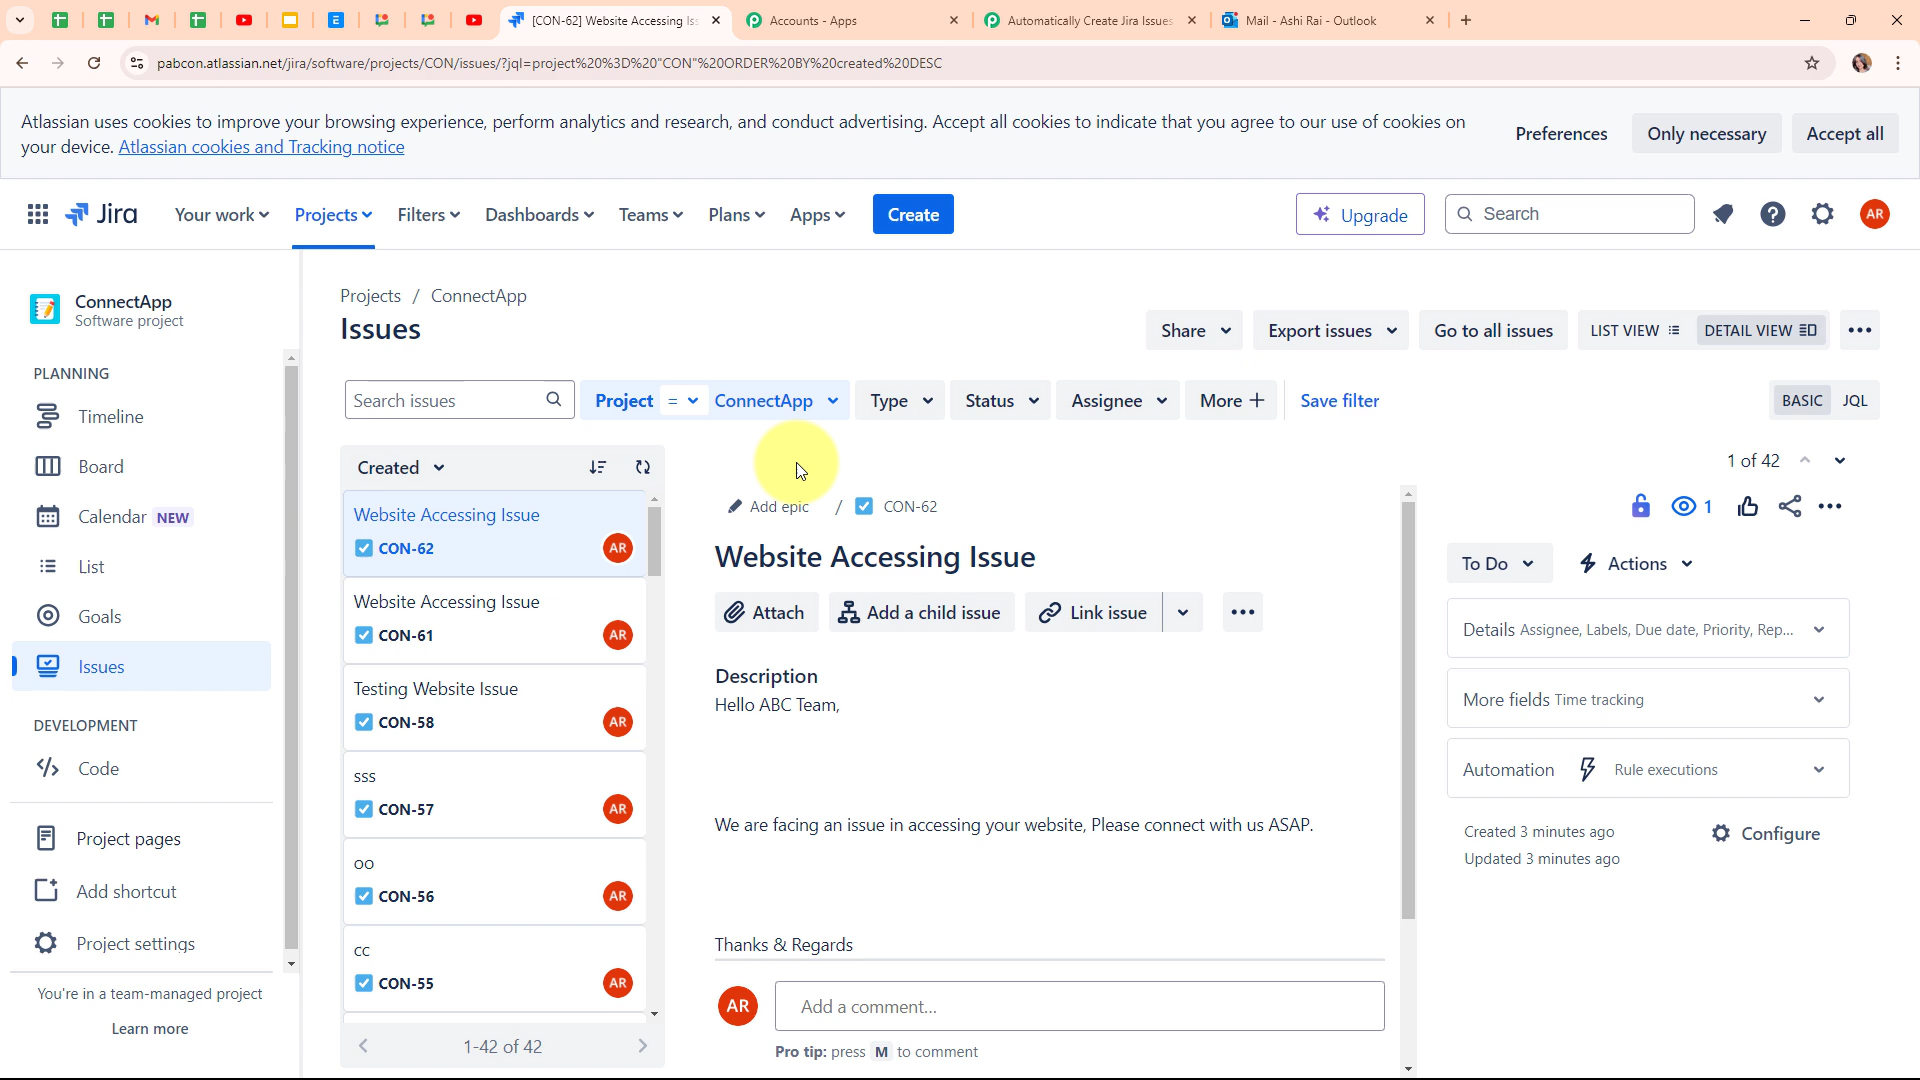 [CON-62] Website Accessing Is
Accounts - Apps
Automatically Create Jira Issues
Mail - Ashi Rai - Outlook
pabcon.atlassian.net/jira/software/projects/CON/issues/?jql=project%20%3D%20"CON"%20ORDER%20BY%20created%20DESC
Atlassian uses cookies to improve your browsing experience, perform analytics and research, and conduct advertising. Accept all cookies to indicate that you agree to our use of cookies on
your device. Atlassian cookies and Tracking notice
Preferences
Only necessary
Accept all
Jira
Your work
Projects
Filters
Dashboards
Teams
Plans
Apps
Create
Upgrade
Search
AR
ConnectApp
Software project
PLANNING
Timeline
Board
Calendar NEW
List
Goals
Issues
DEVELOPMENT
Code
Project pages
Add shortcut
Project settings
You're in a team-managed project
Learn more
Projects / ConnectApp
Issues
Share
Export issues
Go to all issues
LIST VIEW
DETAIL VIEW
Search issues
Project = ConnectApp
Type
Status
Assignee
More
Save filter
BASIC
JQL
Created
Website Accessing Issue
CON-62
AR
Website Accessing Issue
CON-61
AR
Testing Website Issue
CON-58
AR
sss
CON-57
AR
oo
CON-56
AR
cc
CON-55
AR
1-42 of 42
1 of 42
Add epic / CON-62
1
Website Accessing Issue
Attach
Add a child issue
Link issue
Description
Hello ABC Team,
We are facing an issue in accessing your website, Please connect with us ASAP.
Thanks & Regards
AR
Add a comment...
Pro tip: press M to comment
To Do
Actions
Details Assignee, Labels, Due date, Priority, Rep...
More fields Time tracking
Automation Rule executions
Created 3 minutes ago
Updated 3 minutes ago
Configure